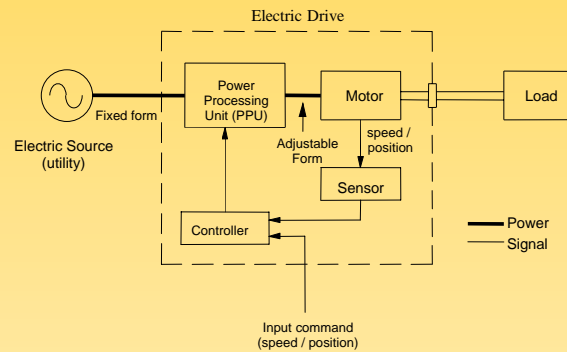 Electric Drive
Power
Processing
Unit (PPU)
Motor
Load
Fixed form
Electric Source
(utility)
Adjustable
Form
speed /
position
Sensor
Controller
Power
Signal
Input command
(speed / position)